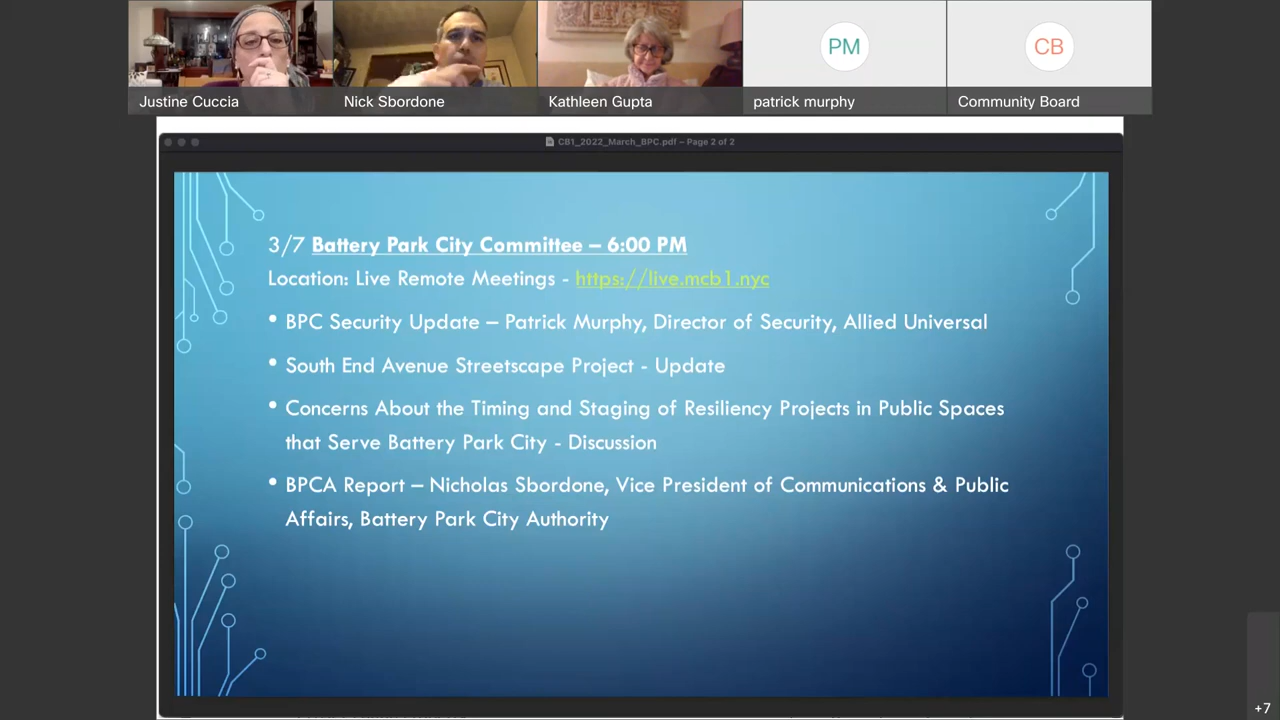 PM
CB
Justine Cuccia
Nick Sbordone
Kathleen Gupta
patrick murphy
Community Board
CB1_2022_March_BPC.pdf – Page 2 of 2
3/7 Battery Park City Committee – 6:00 PM
Location: Live Remote Meetings - https://live.mcb1.nyc
• BPC Security Update – Patrick Murphy, Director of Security, Allied Universal
• South End Avenue Streetscape Project - Update
• Concerns About the Timing and Staging of Resiliency Projects in Public Spaces
that Serve Battery Park City - Discussion
• BPCA Report – Nicholas Sbordone, Vice President of Communications & Public
Affairs, Battery Park City Authority
+7